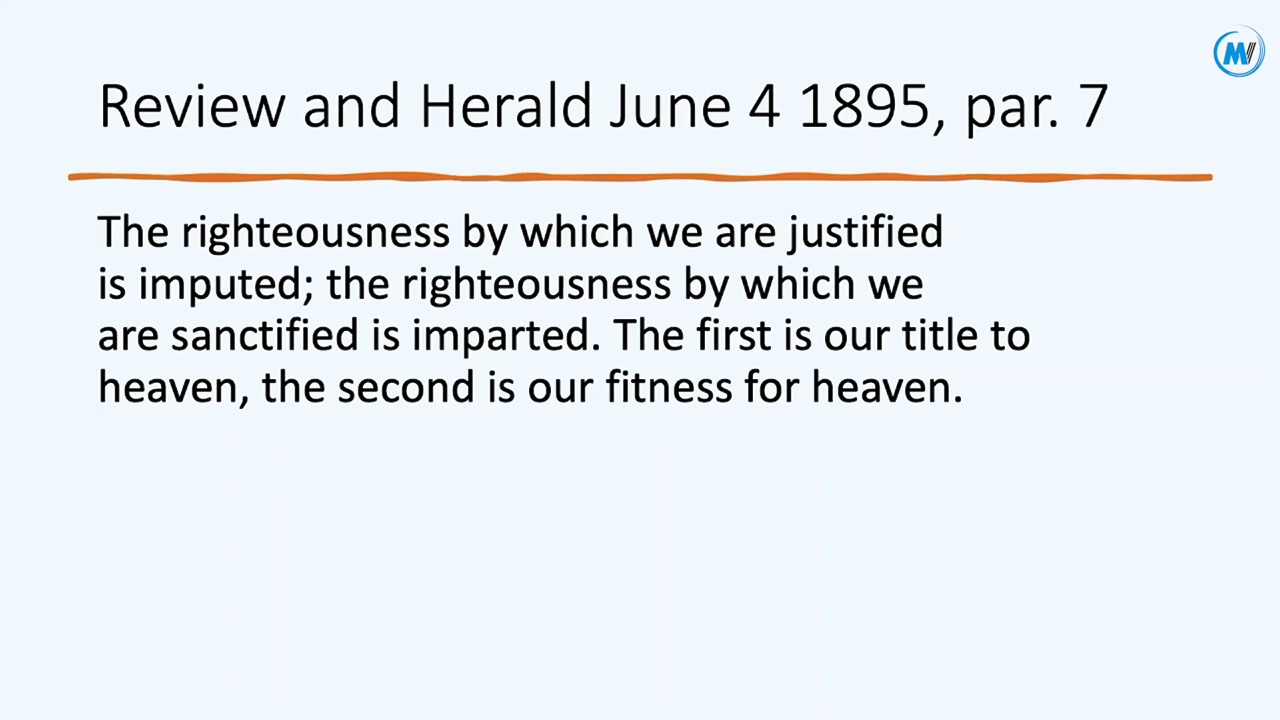 MV
Review and Herald June 4 1895, par. 7
The righteousness by which we are justified
is imputed; the righteousness by which we
are sanctified is imparted. The first is our title to
heaven, the second is our fitness for heaven.